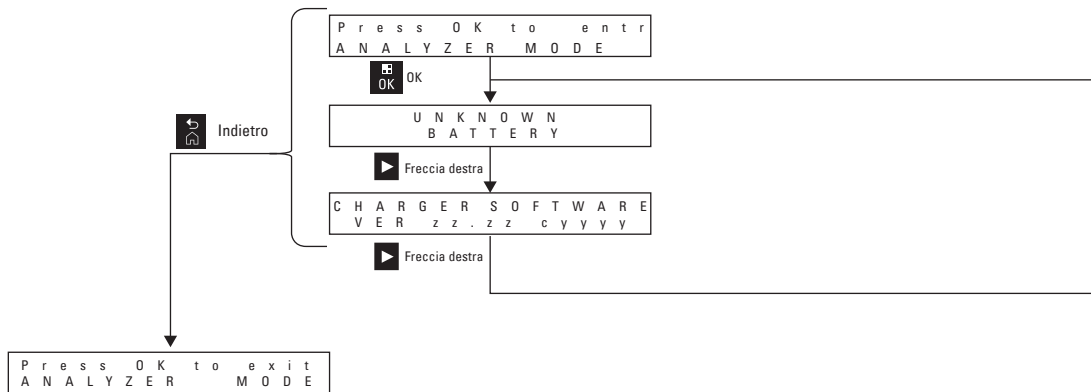 Press OK to entr
ANALYZER MODE
OK OK
UNKNOWN
BATTERY
Indietro
Freccia destra
CHARGER SOFTWARE
VER zz.zz cyyyy
Freccia destra
Press OK to exit
ANALYZER MODE